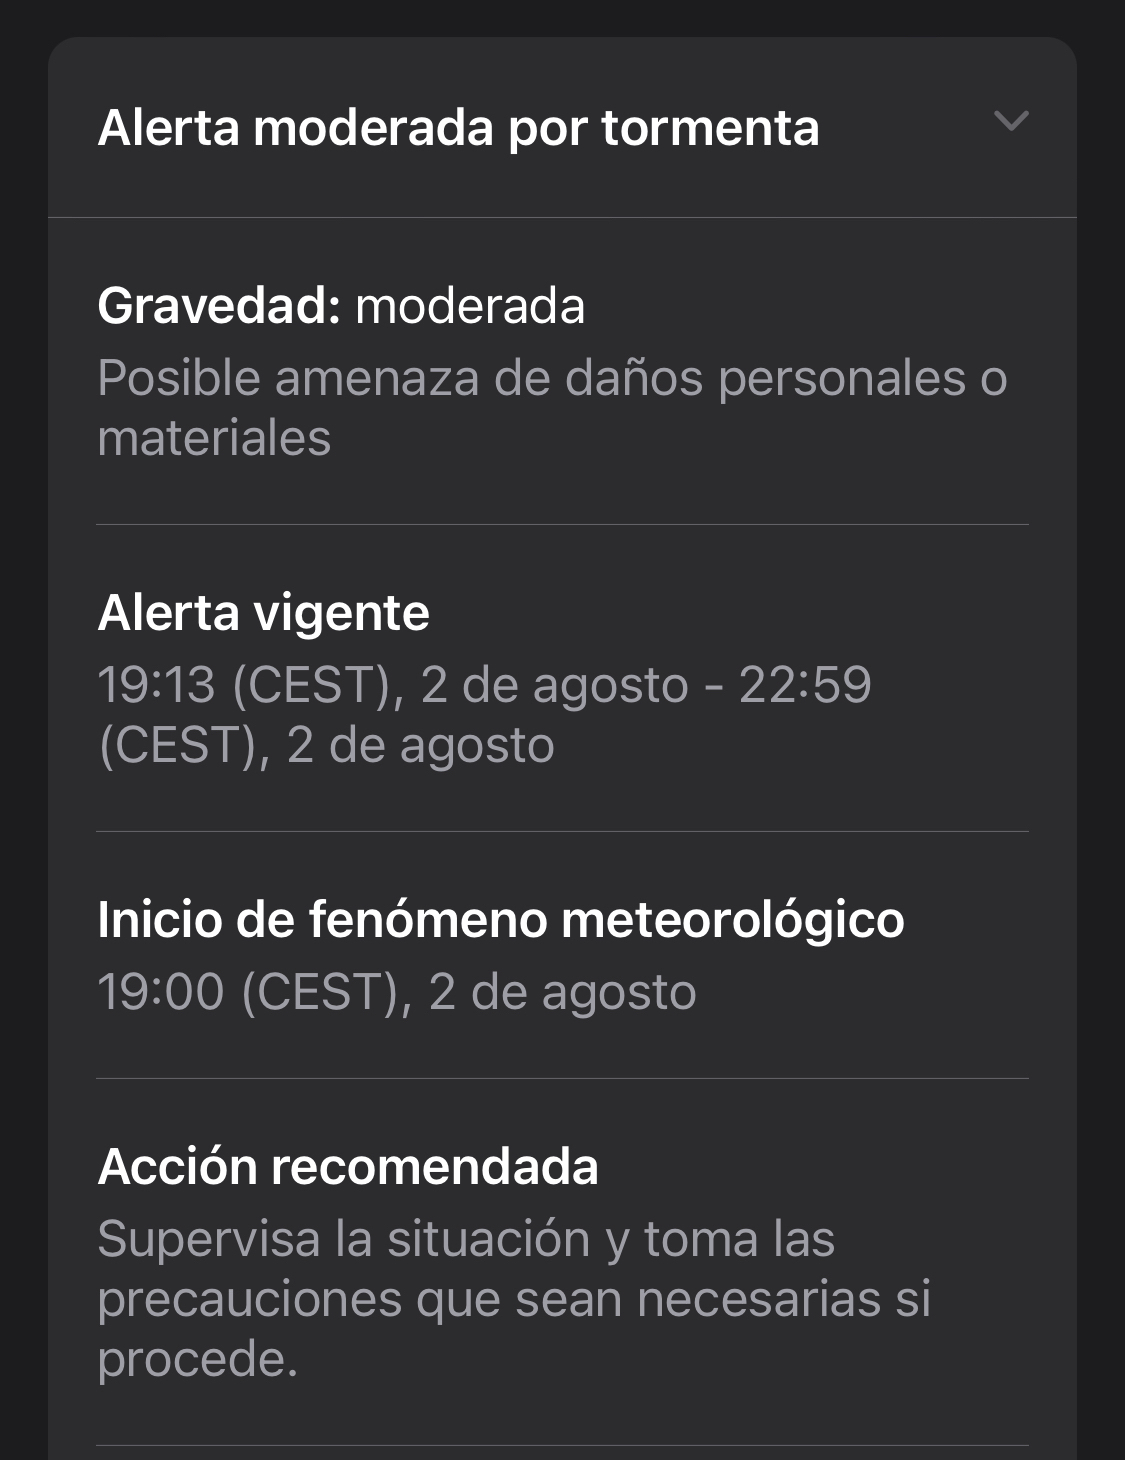 Alerta moderada por tormenta
Gravedad: moderada
Posible amenaza de daños personales o
materiales
Alerta vigente
19:13 (CEST), 2 de agosto - 22:59
(CEST), 2 de agosto
Inicio de fenómeno meteorológico
19:00 (CEST), 2 de agosto
Acción recomendada
Supervisa la situación y toma las
precauciones que sean necesarias si
procede.